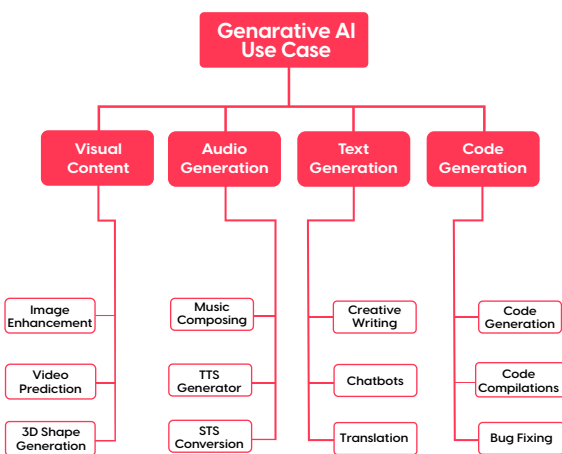 Genarative AI
Use Case
Visual
Content
Audio
Generation
Text
Generation
Code
Generation
Image
Enhancement
Video
Prediction
3D Shape
Generation
Music
Composing
TTS
Generator
STS
Conversion
Creative
Writing
Chatbots
Translation
Code
Generation
Code
Compilations
Bug Fixing